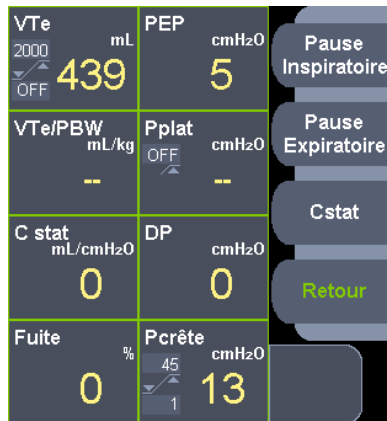 VTe
mL
2000
439
OFF
PEP
cmH₂O
5
VTe/PBW
mL/kg
--
Pplat
cmH₂O
OFF
--
C stat
mL/cmH₂O
0
DP
cmH₂O
0
Fuite
%
0
Pcrête
cmH₂O
45
13
1
Pause
Inspiratoire
Pause
Expiratoire
Cstat
Retour